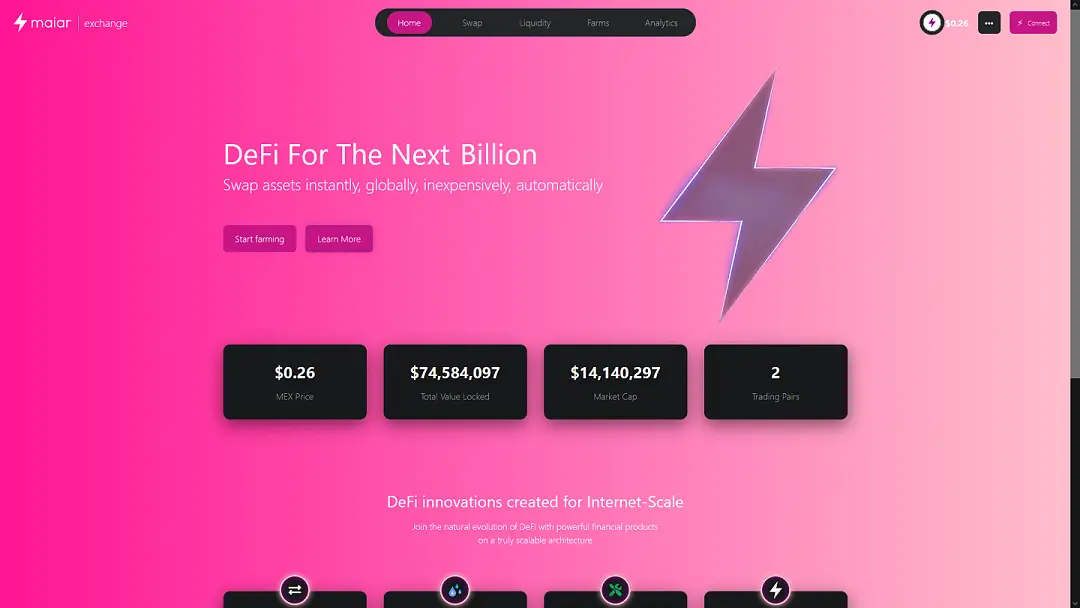 maiar exchange
Home Swap Liquidity Farms Analytics
$0.26
Connect
DeFi For The Next Billion
Swap assets instantly, globally, inexpensively, automatically
Start farming
Learn More
$0.26
MEX Price
$74,584,097
Total Value Locked
$14,140,297
Market Cap
2
Trading Pairs
DeFi innovations created for Internet-Scale
Join the natural evolution of DeFi with powerful financial products
on a truly scalable architecture